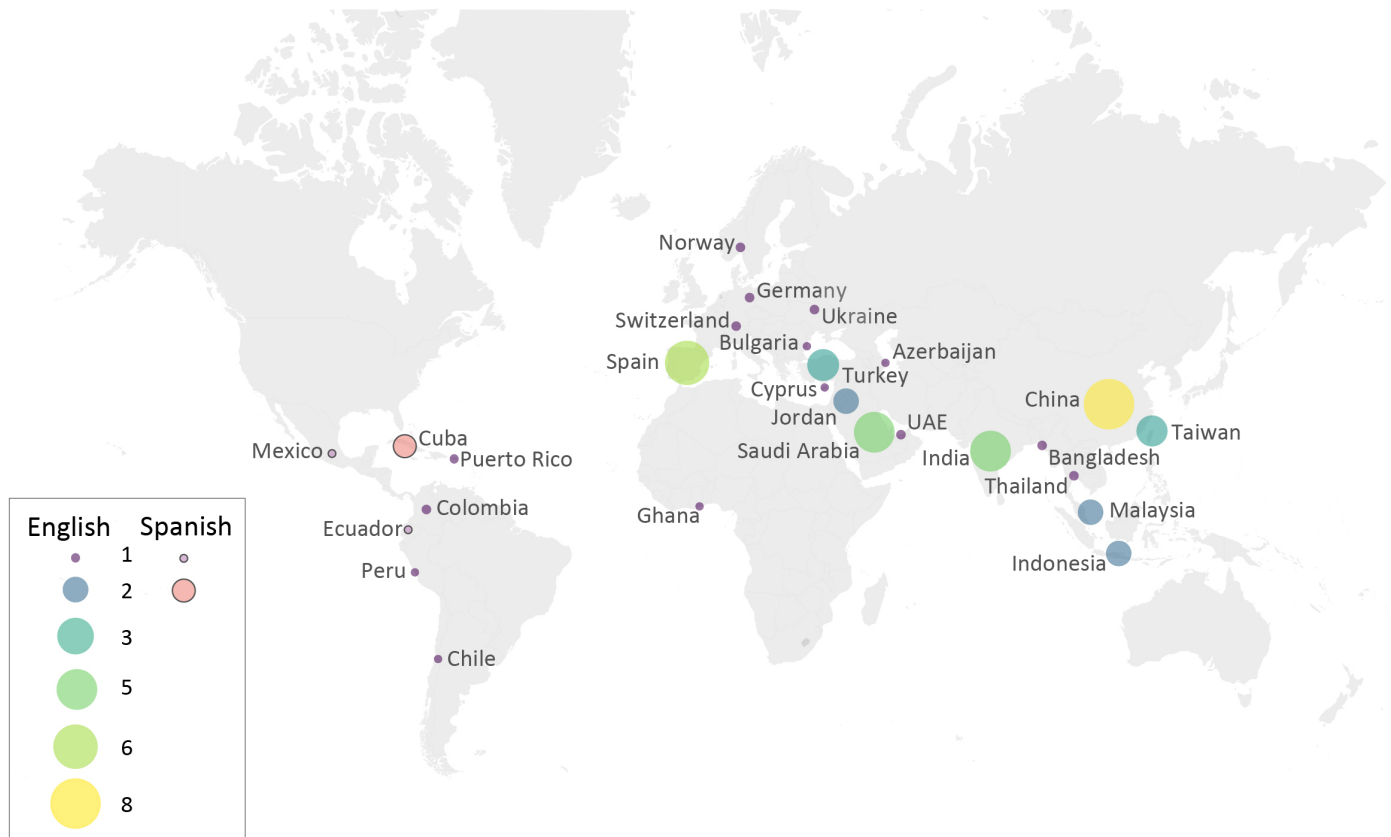 Norway
Germany
Ukraine
Switzerland
Bulgaria
Azerbaijan
Spain
Turkey
Cyprus
China
Jordan
UAE
Cuba
Taiwan
Mexico
Saudi Arabia
India
Bangladesh
Puerto Rico
Thailand
Colombia
Malaysia
Ghana
Ecuador
Indonesia
Peru
Chile
English Spanish
1
2
3
5
6
8